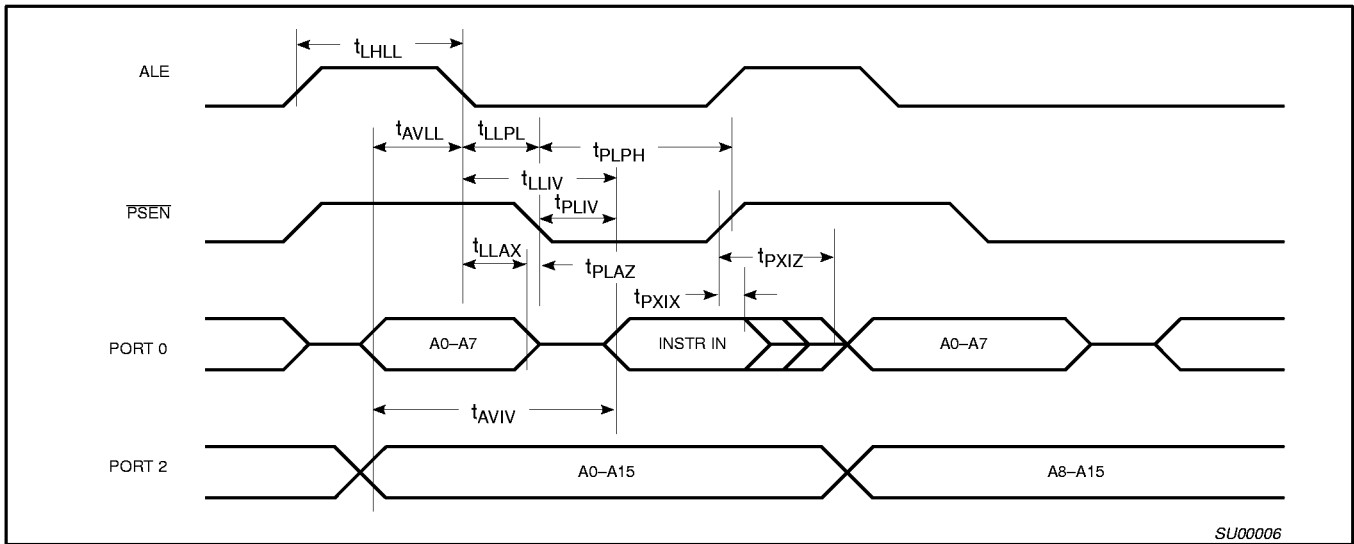 tLHLL
ALE
tAVLL
tLLPL
tPLPH
tLLIV
PSEN
tPLIV
tLLAX
tPLAZ
tPXIZ
tPXIX
PORT 0
A0–A7
INSTR IN
A0–A7
tAVIV
PORT 2
A0–A15
A8–A15
SU00006